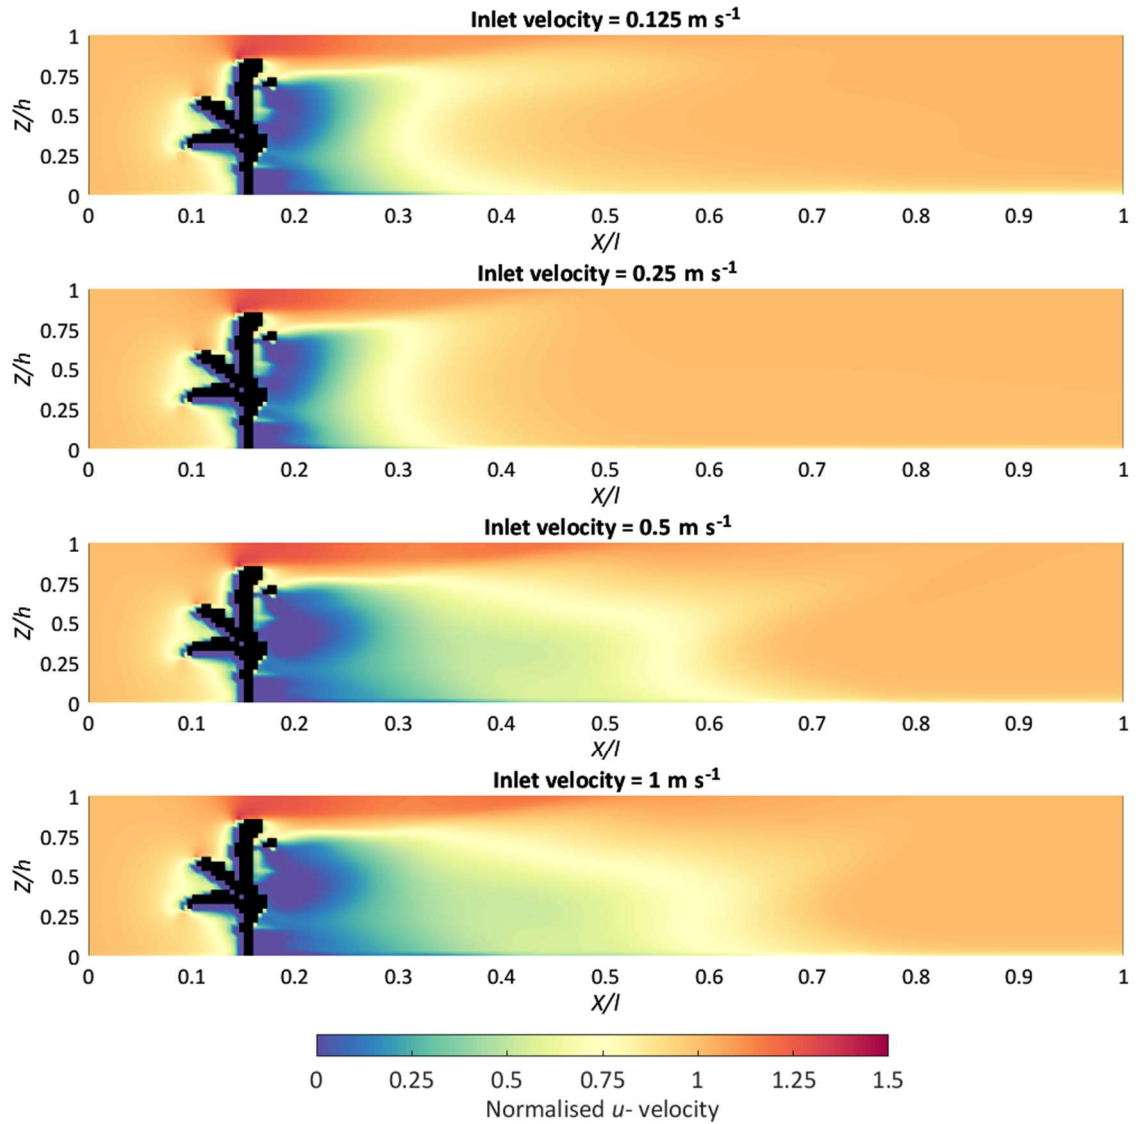 Inlet velocity = 0.125 m s⁻¹
1
0.75
0.5
0.25
0
Z/h
0 0.1 0.2 0.3 0.4 0.5 0.6 0.7 0.8 0.9 1
X/l
Inlet velocity = 0.25 m s⁻¹
1
0.75
0.5
0.25
0
Z/h
0 0.1 0.2 0.3 0.4 0.5 0.6 0.7 0.8 0.9 1
X/l
Inlet velocity = 0.5 m s⁻¹
1
0.75
0.5
0.25
0
Z/h
0 0.1 0.2 0.3 0.4 0.5 0.6 0.7 0.8 0.9 1
X/l
Inlet velocity = 1 m s⁻¹
1
0.75
0.5
0.25
0
Z/h
0 0.1 0.2 0.3 0.4 0.5 0.6 0.7 0.8 0.9 1
X/l
0 0.25 0.5 0.75 1 1.25 1.5
Normalised u- velocity